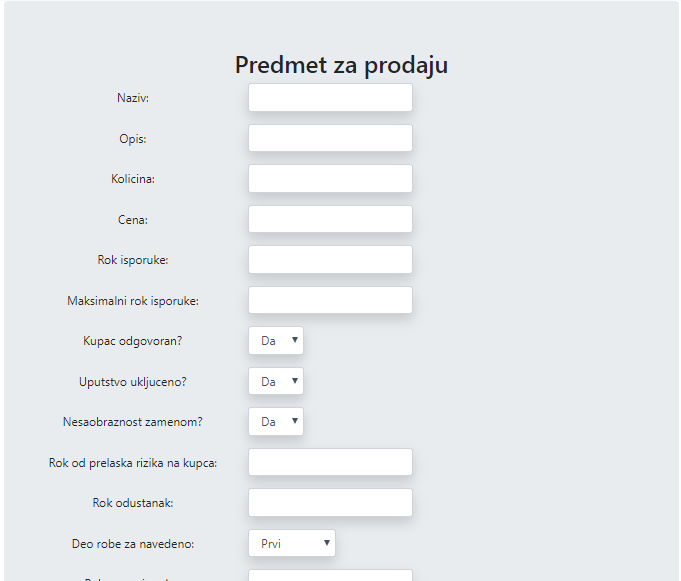 Predmet za prodaju
Naziv:
Opis:
Kolicina:
Cena:
Rok isporuke:
Maksimalni rok isporuke:
Kupac odgovoran? Da
Uputstvo ukljuceno? Da
Nesaobraznost zamenom? Da
Rok od prelaska rizika na kupca:
Rok odustanak:
Deo robe za navedeno: Prvi